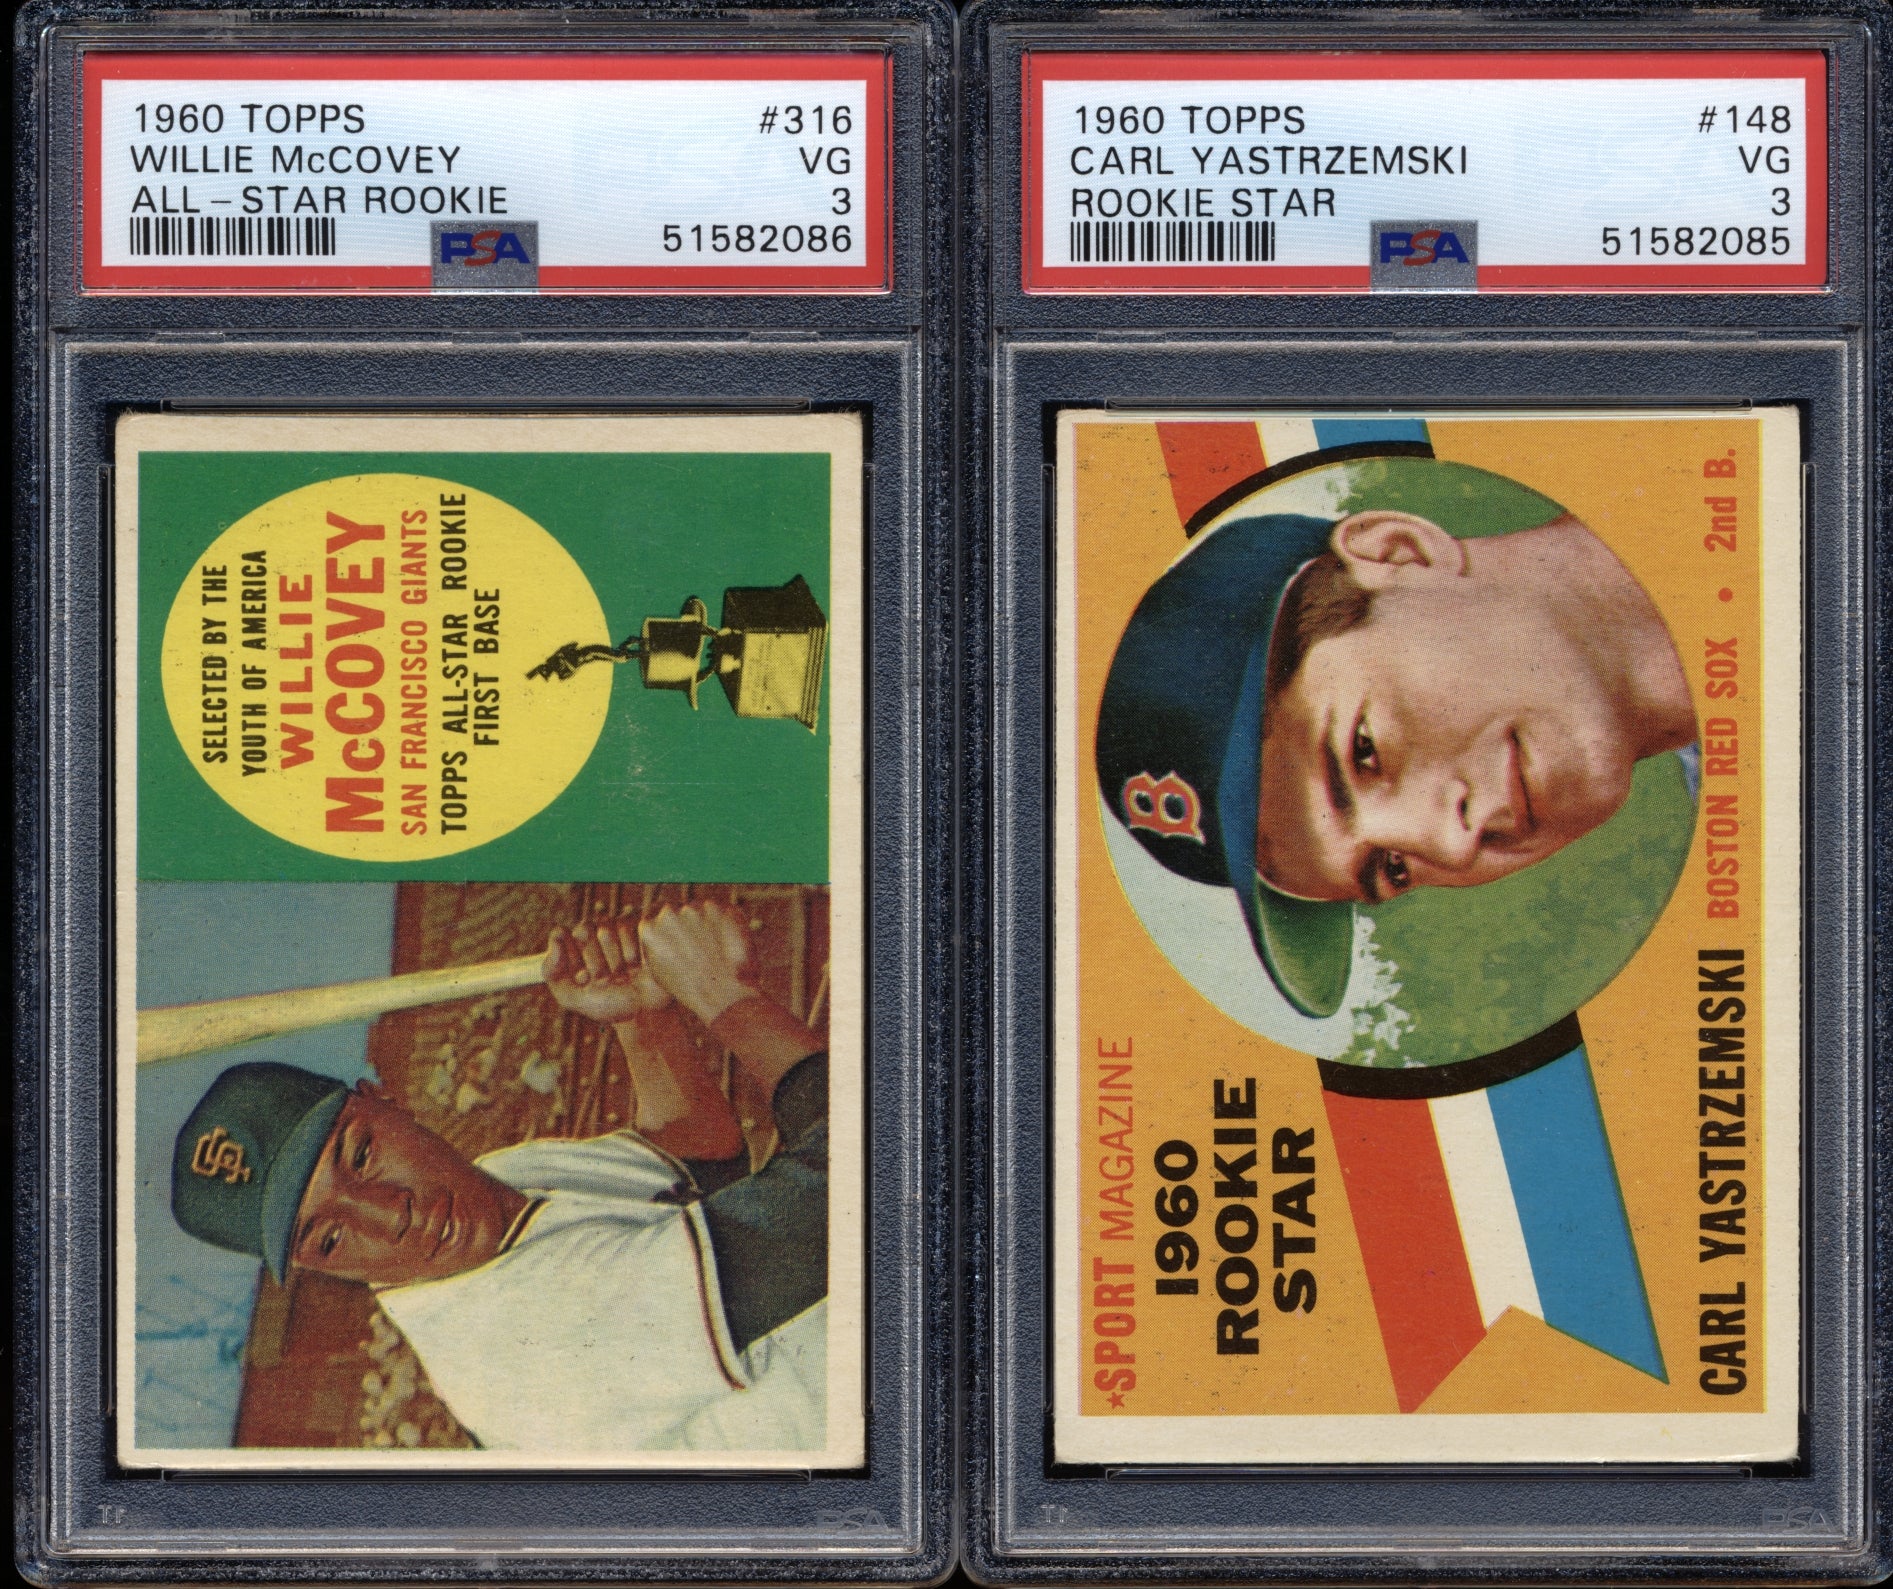 1960 TOPPS #316
WILLIE McCOVEY VG
ALL-STAR ROOKIE 3
PSA 51582086
SELECTED BY THE
YOUTH OF AMERICA
WILLIE
McCOVEY
SAN FRANCISCO GIANTS
TOPPS ALL-STAR ROOKIE
FIRST BASE
SF
PSA
1960 TOPPS #148
CARL YASTRZEMSKI VG
ROOKIE STAR 3
PSA 51582085
★SPORT MAGAZINE
1960
ROOKIE
STAR
B
CARL YASTRZEMSKI BOSTON RED SOX • 2nd B.
PSA